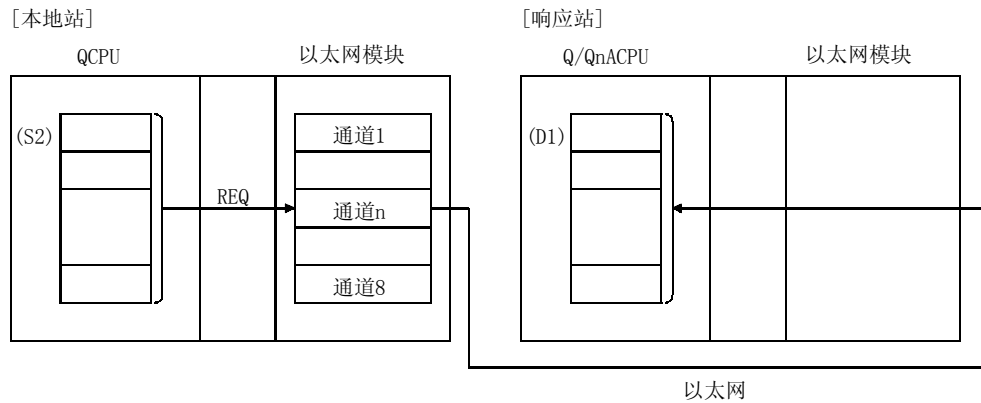 [本地站]
[响应站]
QCPU
以太网模块
Q/QnACPU
以太网模块
(S2)
通道1
(D1)
REQ
通道n
通道8
以太网